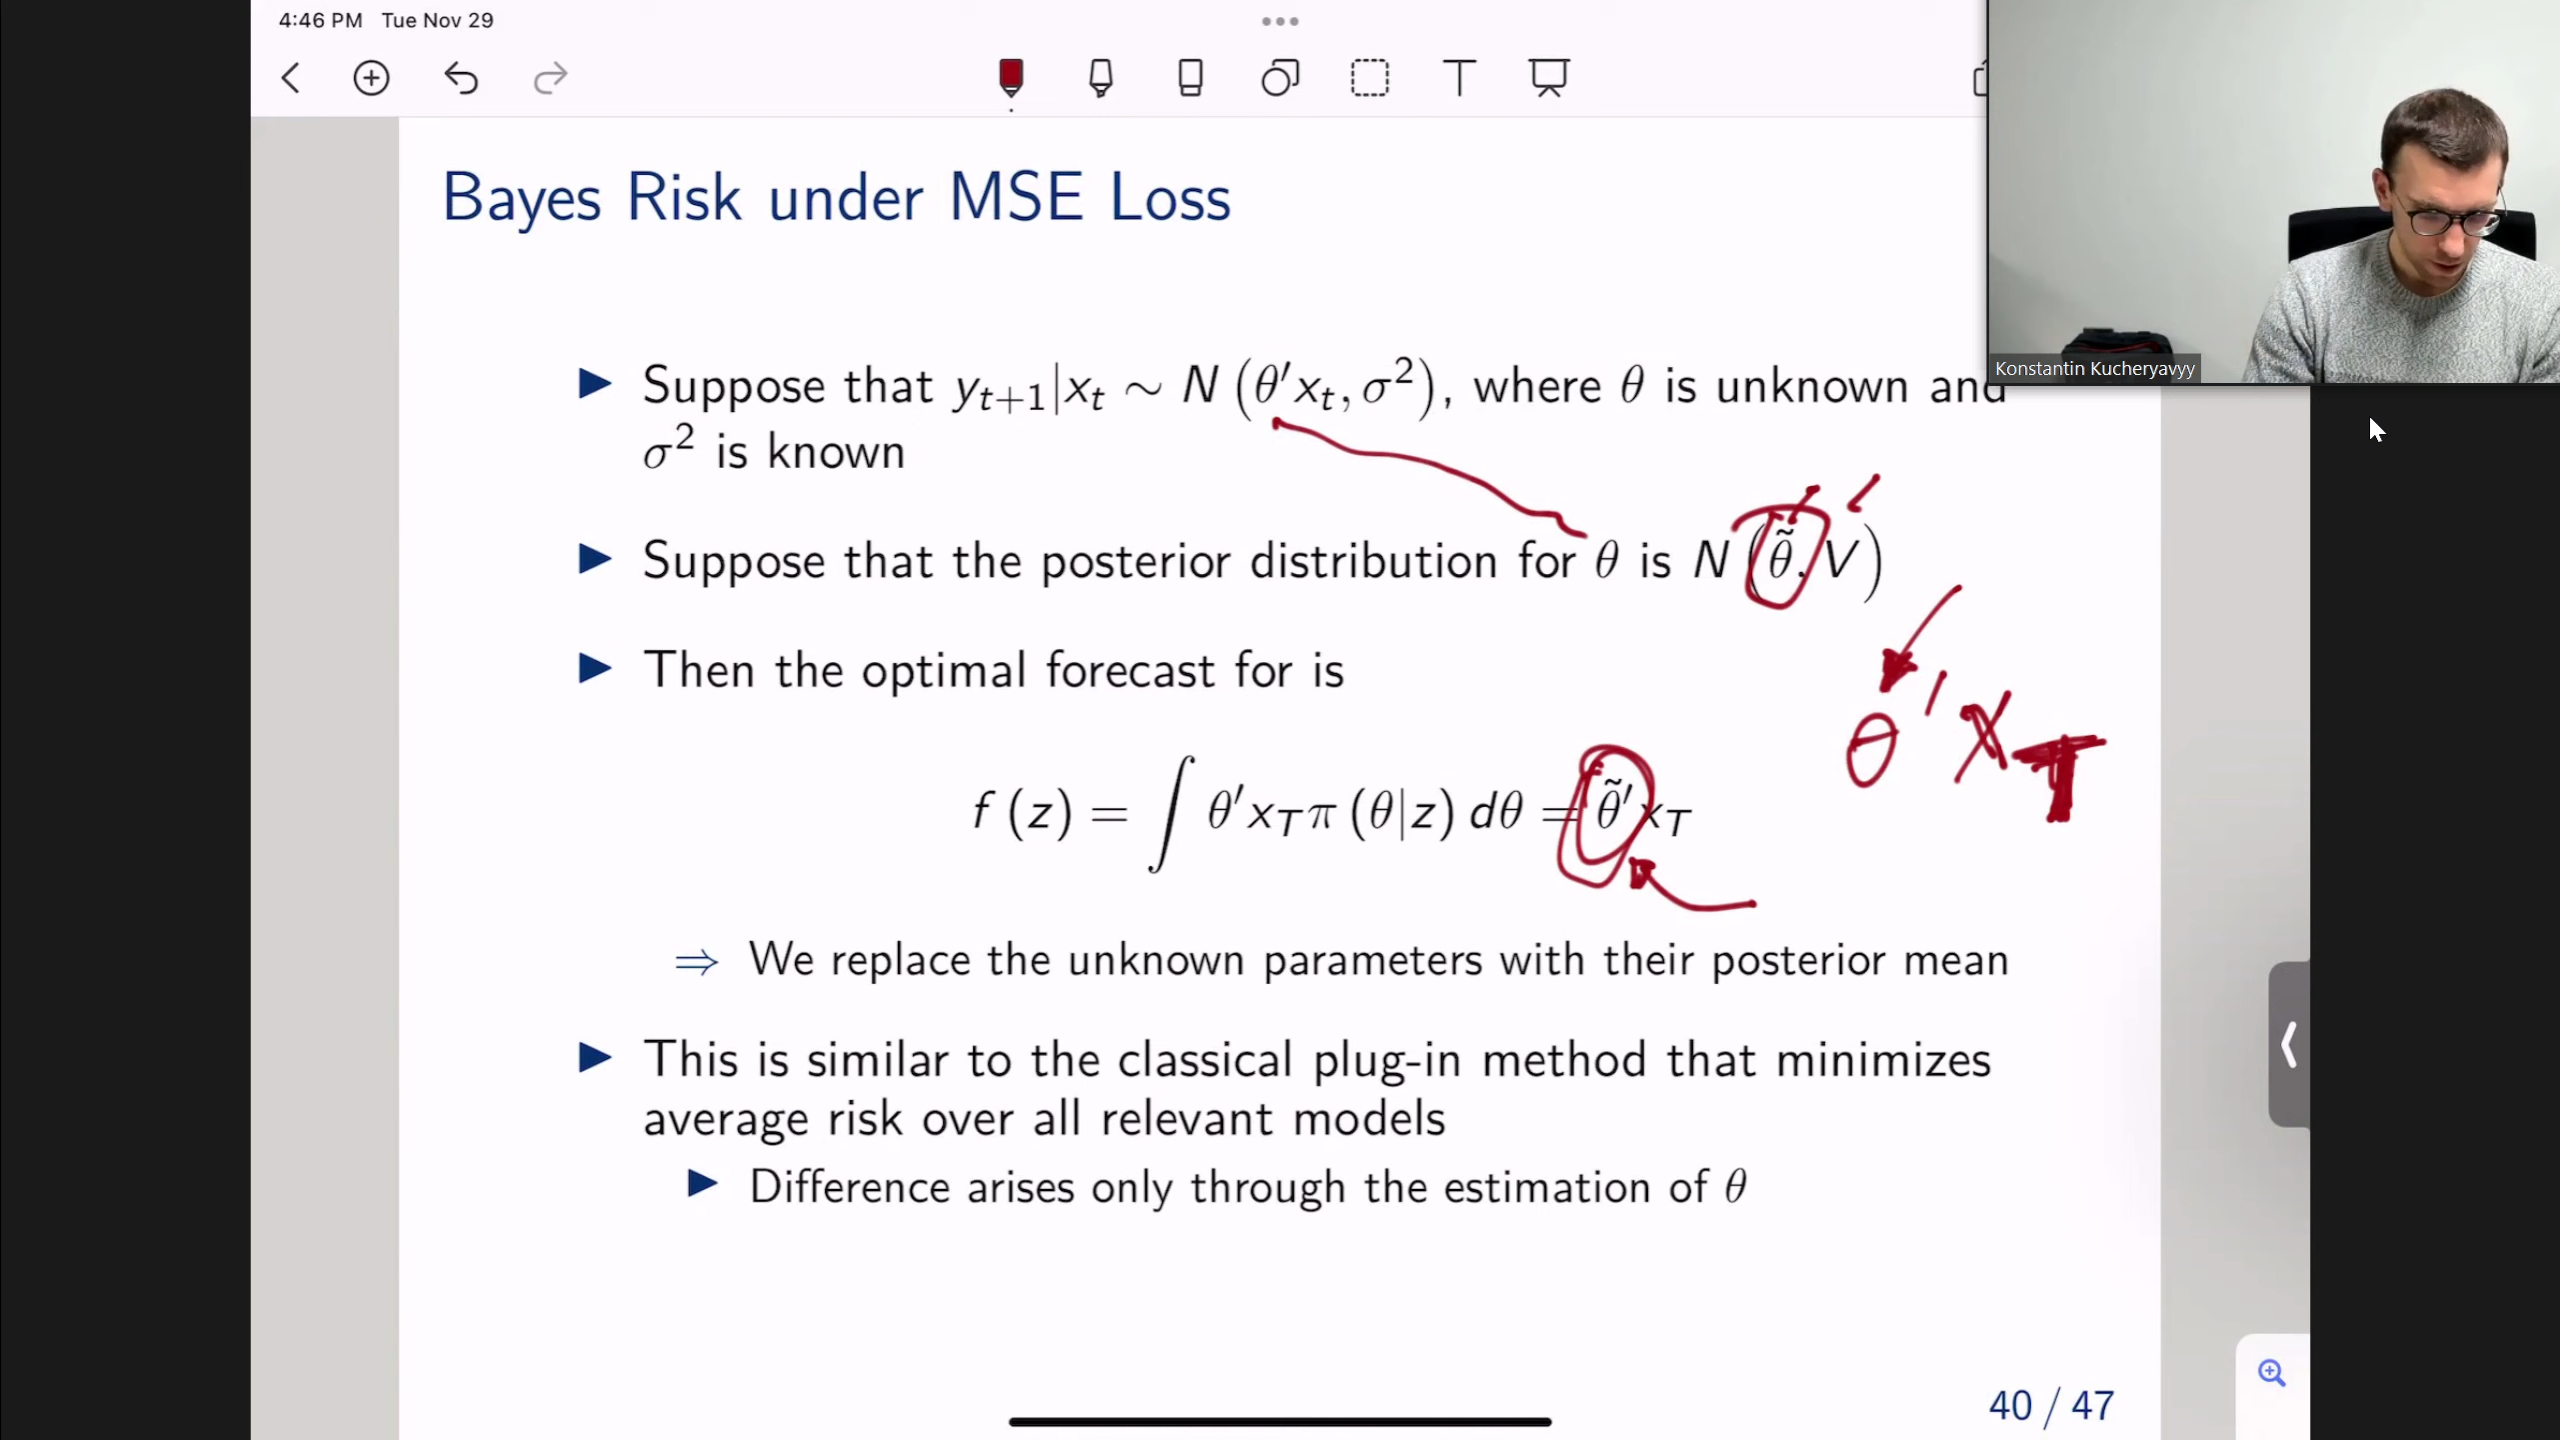 4:46 PM Tue Nov 29
T
Bayes Risk under MSE Loss
Konstantin Kucheryavyy
▶ Suppose that y_{t+1}|x_t ∼ N (θ′x_t, σ²), where θ is unknown and
σ² is known
▶ Suppose that the posterior distribution for θ is N (θ̃, V)
▶ Then the optimal forecast for is
θ′x_T
f (z) = ∫ θ′x_T π (θ|z) dθ = θ̃′x_T
⇒ We replace the unknown parameters with their posterior mean
▶ This is similar to the classical plug-in method that minimizes
average risk over all relevant models
▶ Difference arises only through the estimation of θ
40 / 47